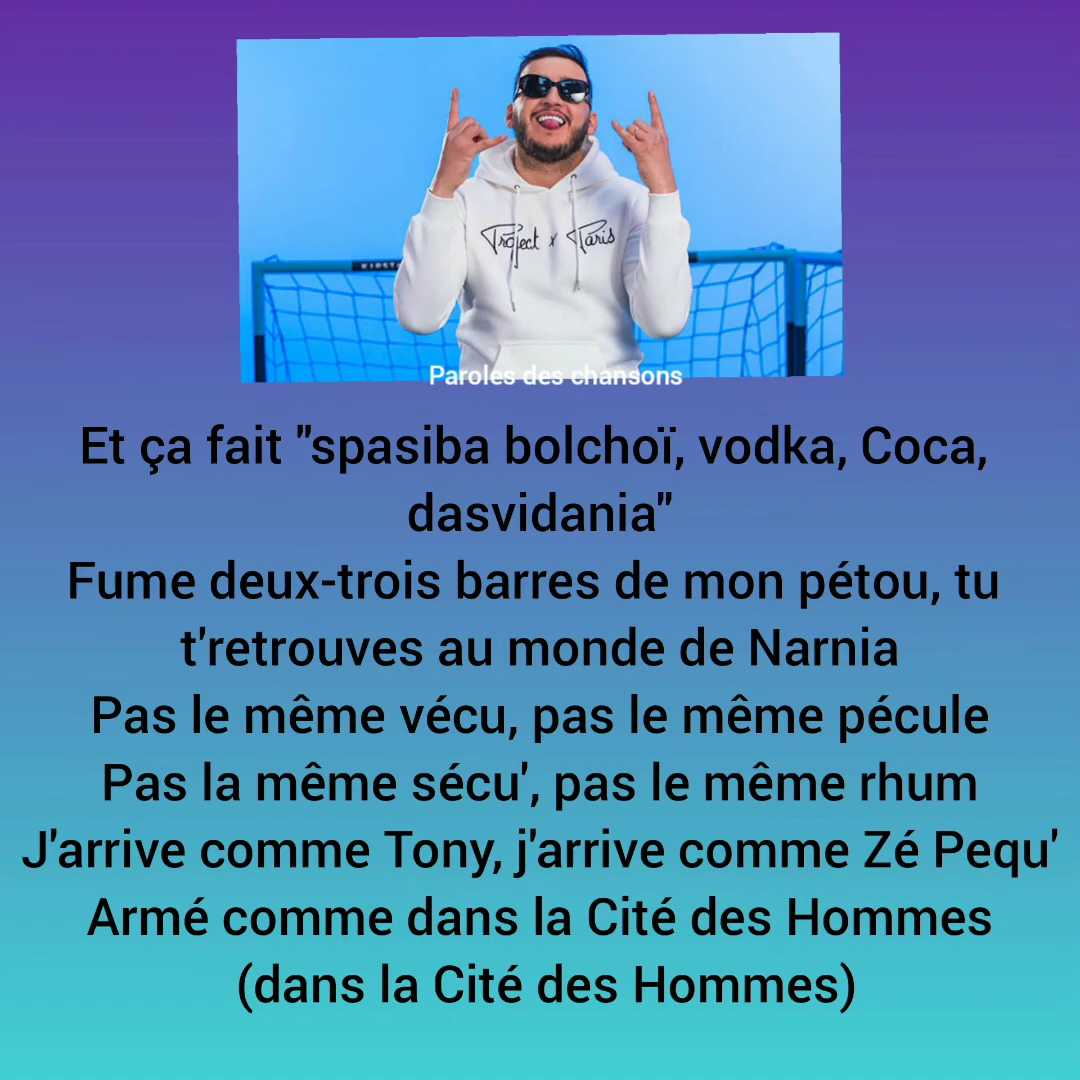 KIPSTA
Project x Paris
Paroles des chansons
Et ça fait "spasiba bolchoï, vodka, Coca,
dasvidania"
Fume deux-trois barres de mon pétou, tu
t'retrouves au monde de Narnia
Pas le même vécu, pas le même pécule
Pas la même sécu', pas le même rhum
J'arrive comme Tony, j'arrive comme Zé Pequ'
Armé comme dans la Cité des Hommes
(dans la Cité des Hommes)